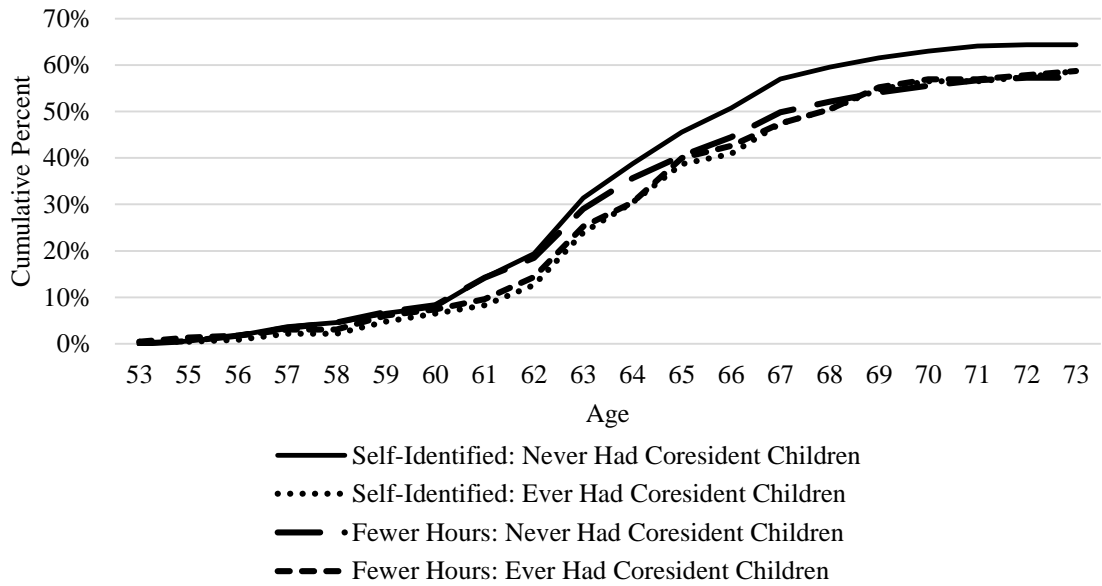 70%
60%
50%
40%
30%
20%
10%
0%
Cumulative Percent
53 55 56 57 58 59 60 61 62 63 64 65 66 67 68 69 70 71 72 73
Age
Self-Identified: Never Had Coresident Children
Self-Identified: Ever Had Coresident Children
Fewer Hours: Never Had Coresident Children
Fewer Hours: Ever Had Coresident Children